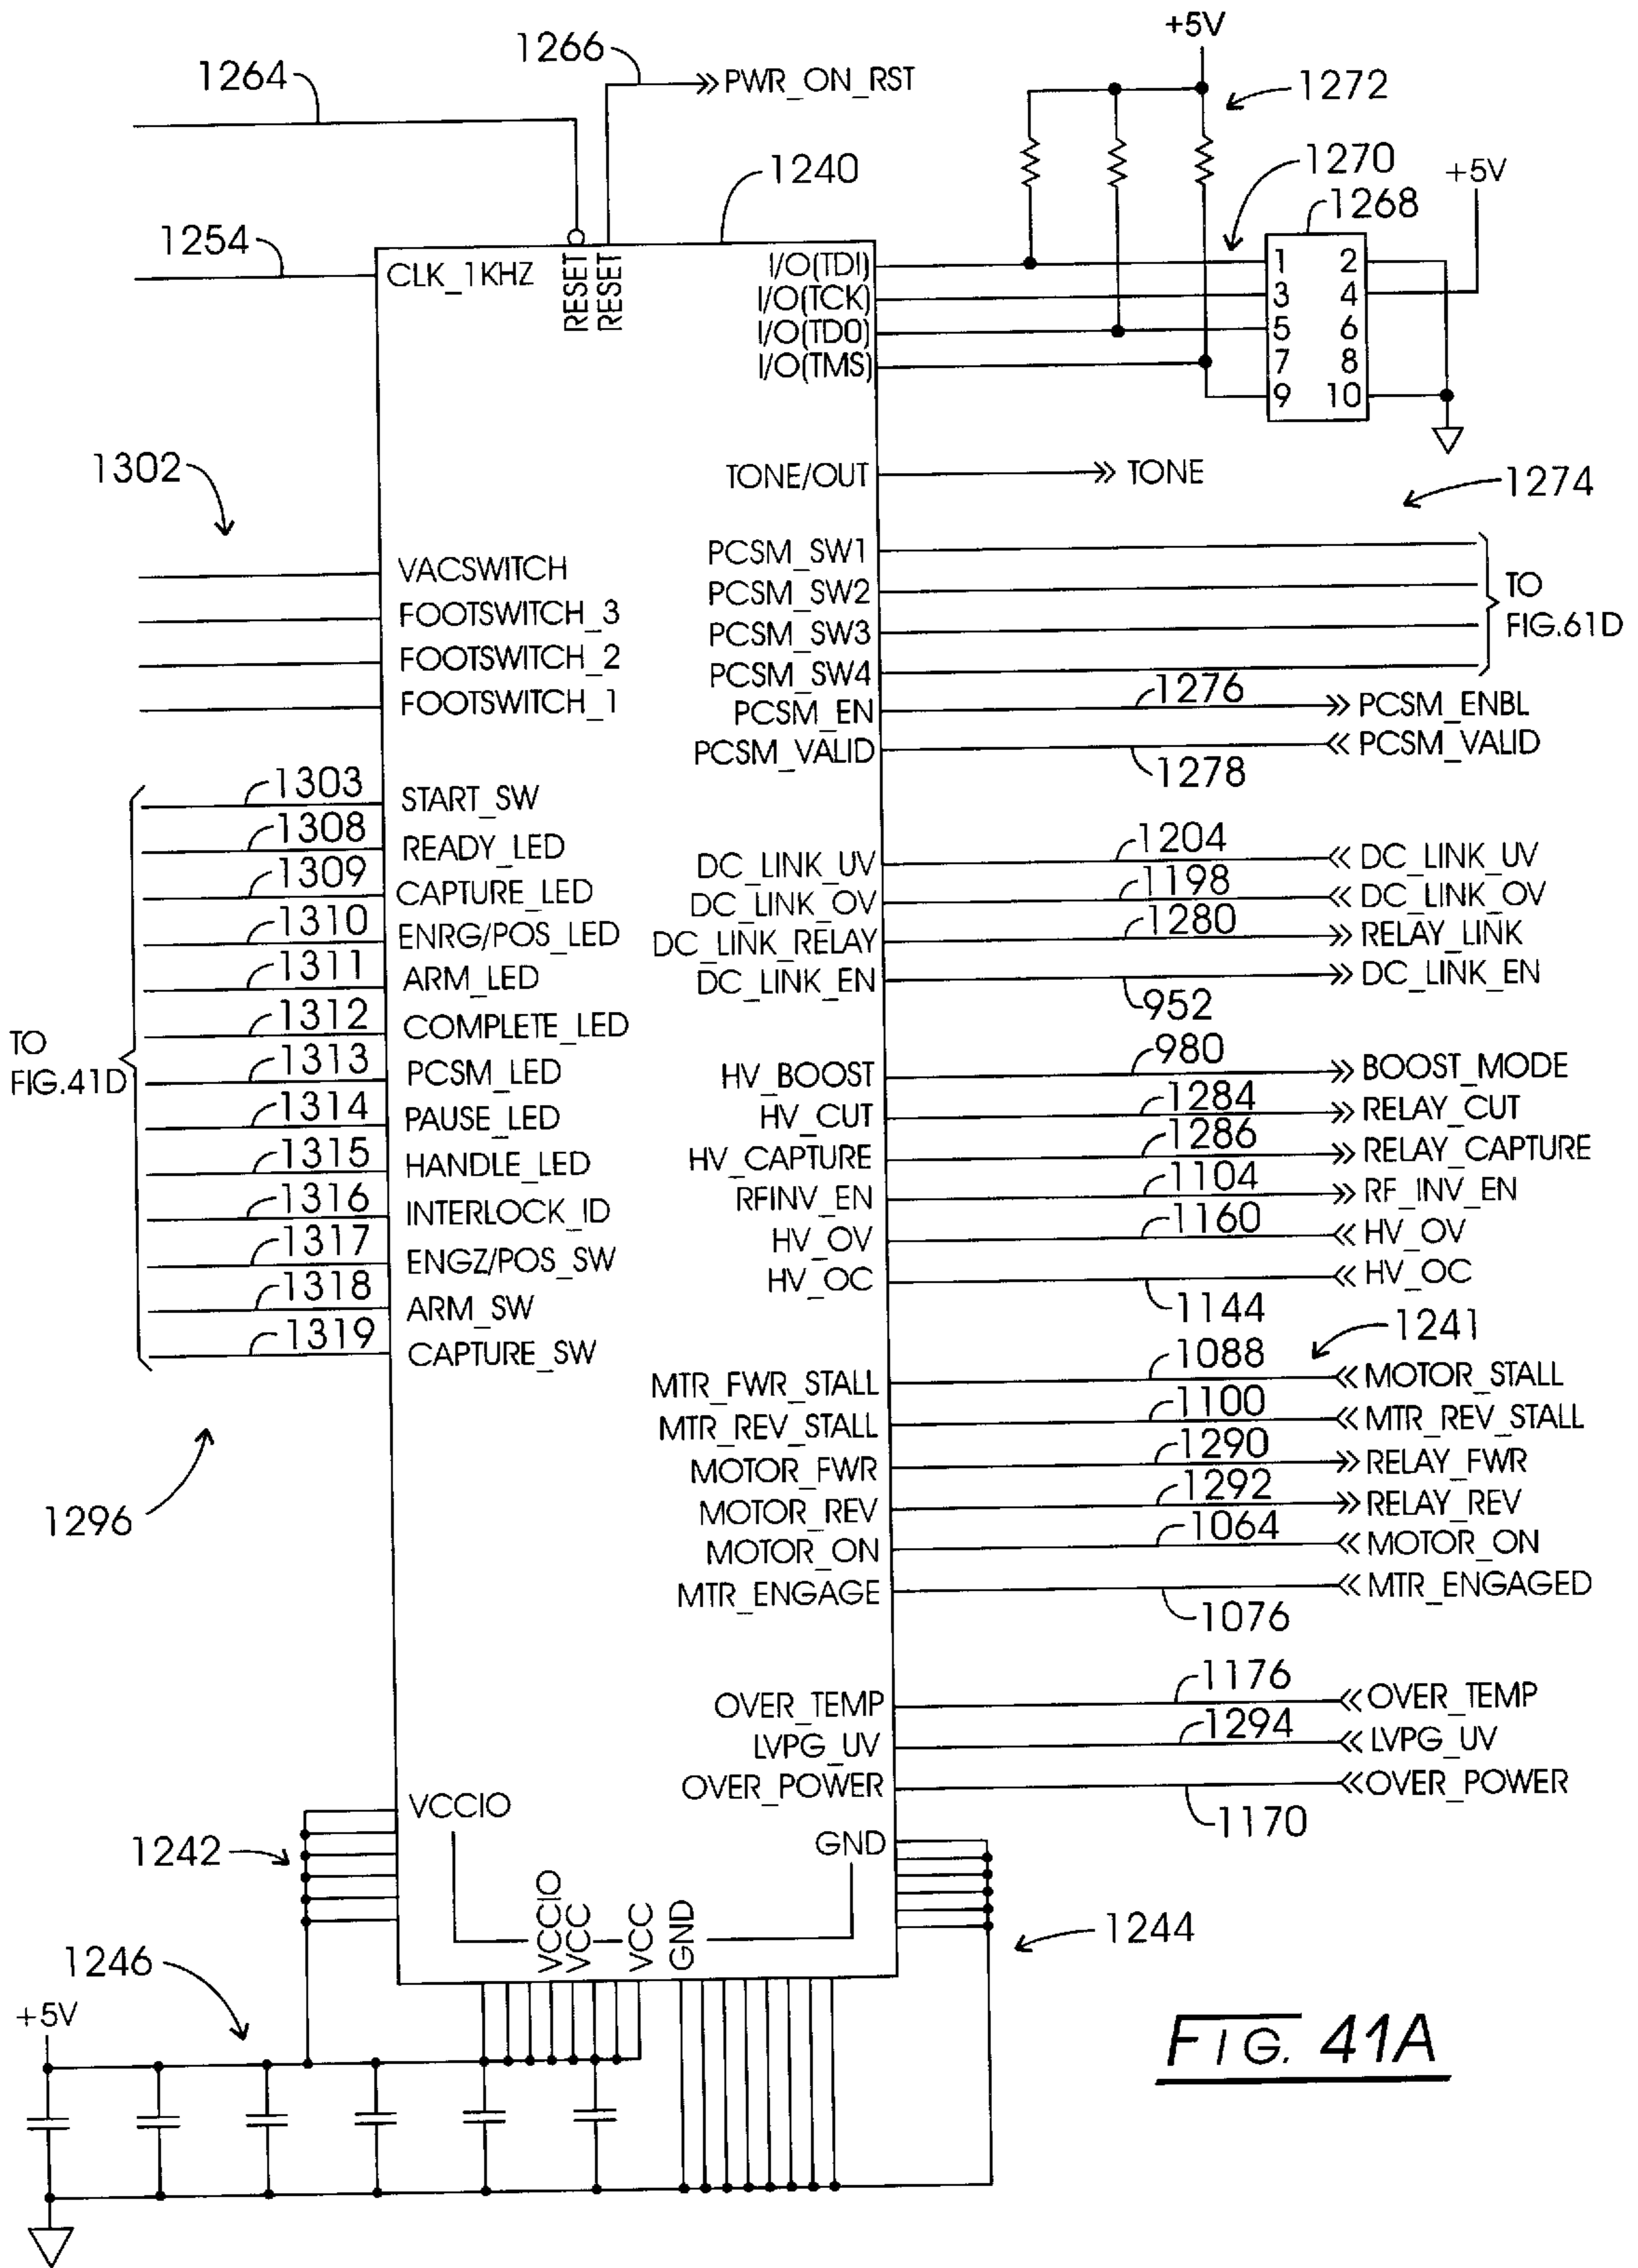 +5V
1266
PWR_ON_RST
1264
1272
1240
1270
+5V
1268
1254
CLK_1KHZ
RESET
RESET
I/O(TDI)
I/O(TCK)
I/O(TDO)
I/O(TMS)
1 2
3 4
5 6
7 8
9 10
1302
TONE/OUT
TONE
1274
VACSWITCH
FOOTSWITCH_3
FOOTSWITCH_2
FOOTSWITCH_1
PCSM_SW1
PCSM_SW2
PCSM_SW3
PCSM_SW4
TO
FIG.61D
PCSM_EN 1276 PCSM_ENBL
PCSM_VALID 1278 PCSM_VALID
1303 START_SW
1308 READY_LED
1309 CAPTURE_LED
1310 ENRG/POS_LED
1311 ARM_LED
1312 COMPLETE_LED
1313 PCSM_LED
1314 PAUSE_LED
1315 HANDLE_LED
1316 INTERLOCK_ID
1317 ENGZ/POS_SW
1318 ARM_SW
1319 CAPTURE_SW
TO
FIG.41D
1296
DC_LINK_UV 1204 DC_LINK_UV
DC_LINK_OV 1198 DC_LINK_OV
DC_LINK_RELAY 1280 RELAY_LINK
DC_LINK_EN 952 DC_LINK_EN
HV_BOOST 980 BOOST_MODE
HV_CUT 1284 RELAY_CUT
HV_CAPTURE 1286 RELAY_CAPTURE
RFINV_EN 1104 RF_INV_EN
HV_OV 1160 HV_OV
HV_OC 1144 HV_OC
1241
MTR_FWR_STALL 1088 MOTOR_STALL
MTR_REV_STALL 1100 MTR_REV_STALL
MOTOR_FWR 1290 RELAY_FWR
MOTOR_REV 1292 RELAY_REV
MOTOR_ON 1064 MOTOR_ON
MTR_ENGAGE 1076 MTR_ENGAGED
OVER_TEMP 1176 OVER_TEMP
LVPG_UV 1294 LVPG_UV
OVER_POWER 1170 OVER_POWER
VCCIO
GND
1242
VCCIO
VCC
VCC
GND
1244
1246
+5V
FIG. 41A